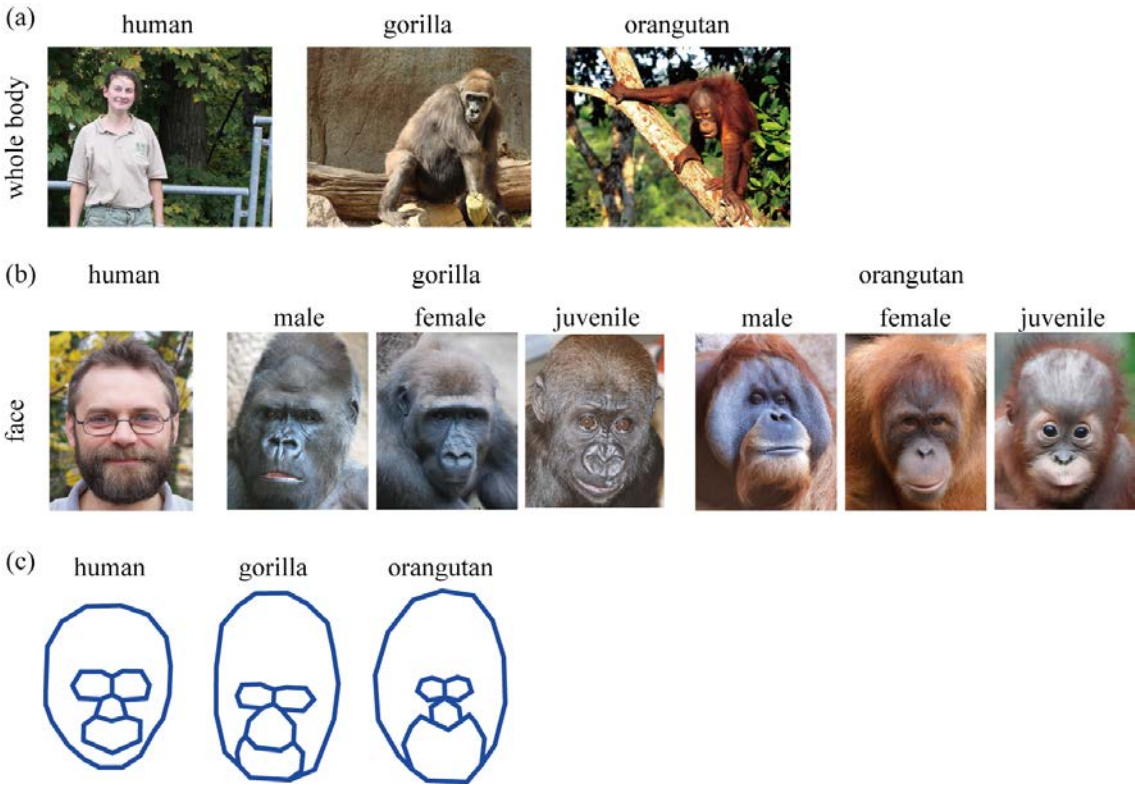 (a)
human gorilla orangutan
whole body
(b)
human gorilla orangutan
male female juvenile male female juvenile
face
(c)
human gorilla orangutan